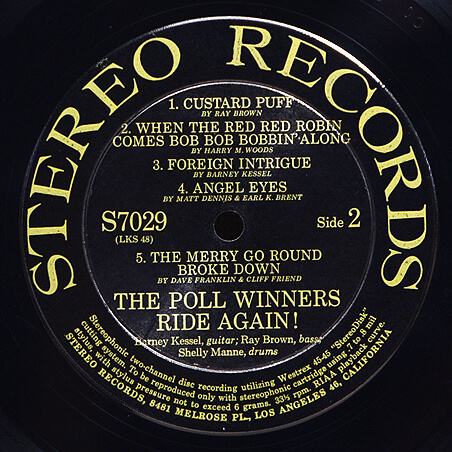 STEREO RECORDS
1. CUSTARD PUFF
BY RAY BROWN
2. WHEN THE RED RED ROBIN
COMES BOB BOB BOBBIN' ALONG
BY HARRY M. WOODS
3. FOREIGN INTRIGUE
BY BARNEY KESSEL
4. ANGEL EYES
BY MATT DENNIS & EARL K. BRENT
S7029
(LKS 48)
Side 2
5. THE MERRY GO ROUND
BROKE DOWN
BY DAVE FRANKLIN & CLIFF FRIEND
THE POLL WINNERS
RIDE AGAIN!
Barney Kessel, guitar; Ray Brown, bass;
Shelly Manne, drums
Stereophonic two-channel disc recording utilizing Westrex 45-45 "StereoDisk"
cutting system. To be reproduced only with stereophonic cartridge using .7 to 1 mil
stylus, with stylus pressure not to exceed 6 grams. 33⅓ rpm. RIAA playback curve.
STEREO RECORDS, 8481 MELROSE PL., LOS ANGELES 46, CALIFORNIA